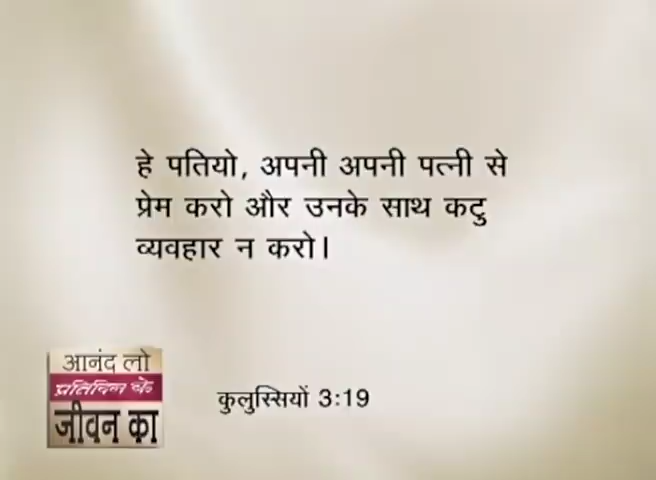 हे पतियो, अपनी अपनी पत्नी से
प्रेम करो और उनके साथ कटु
व्यवहार न करो।
आनंद लो
प्रतिदिन के
जीवन का
कुलुस्सियों 3:19